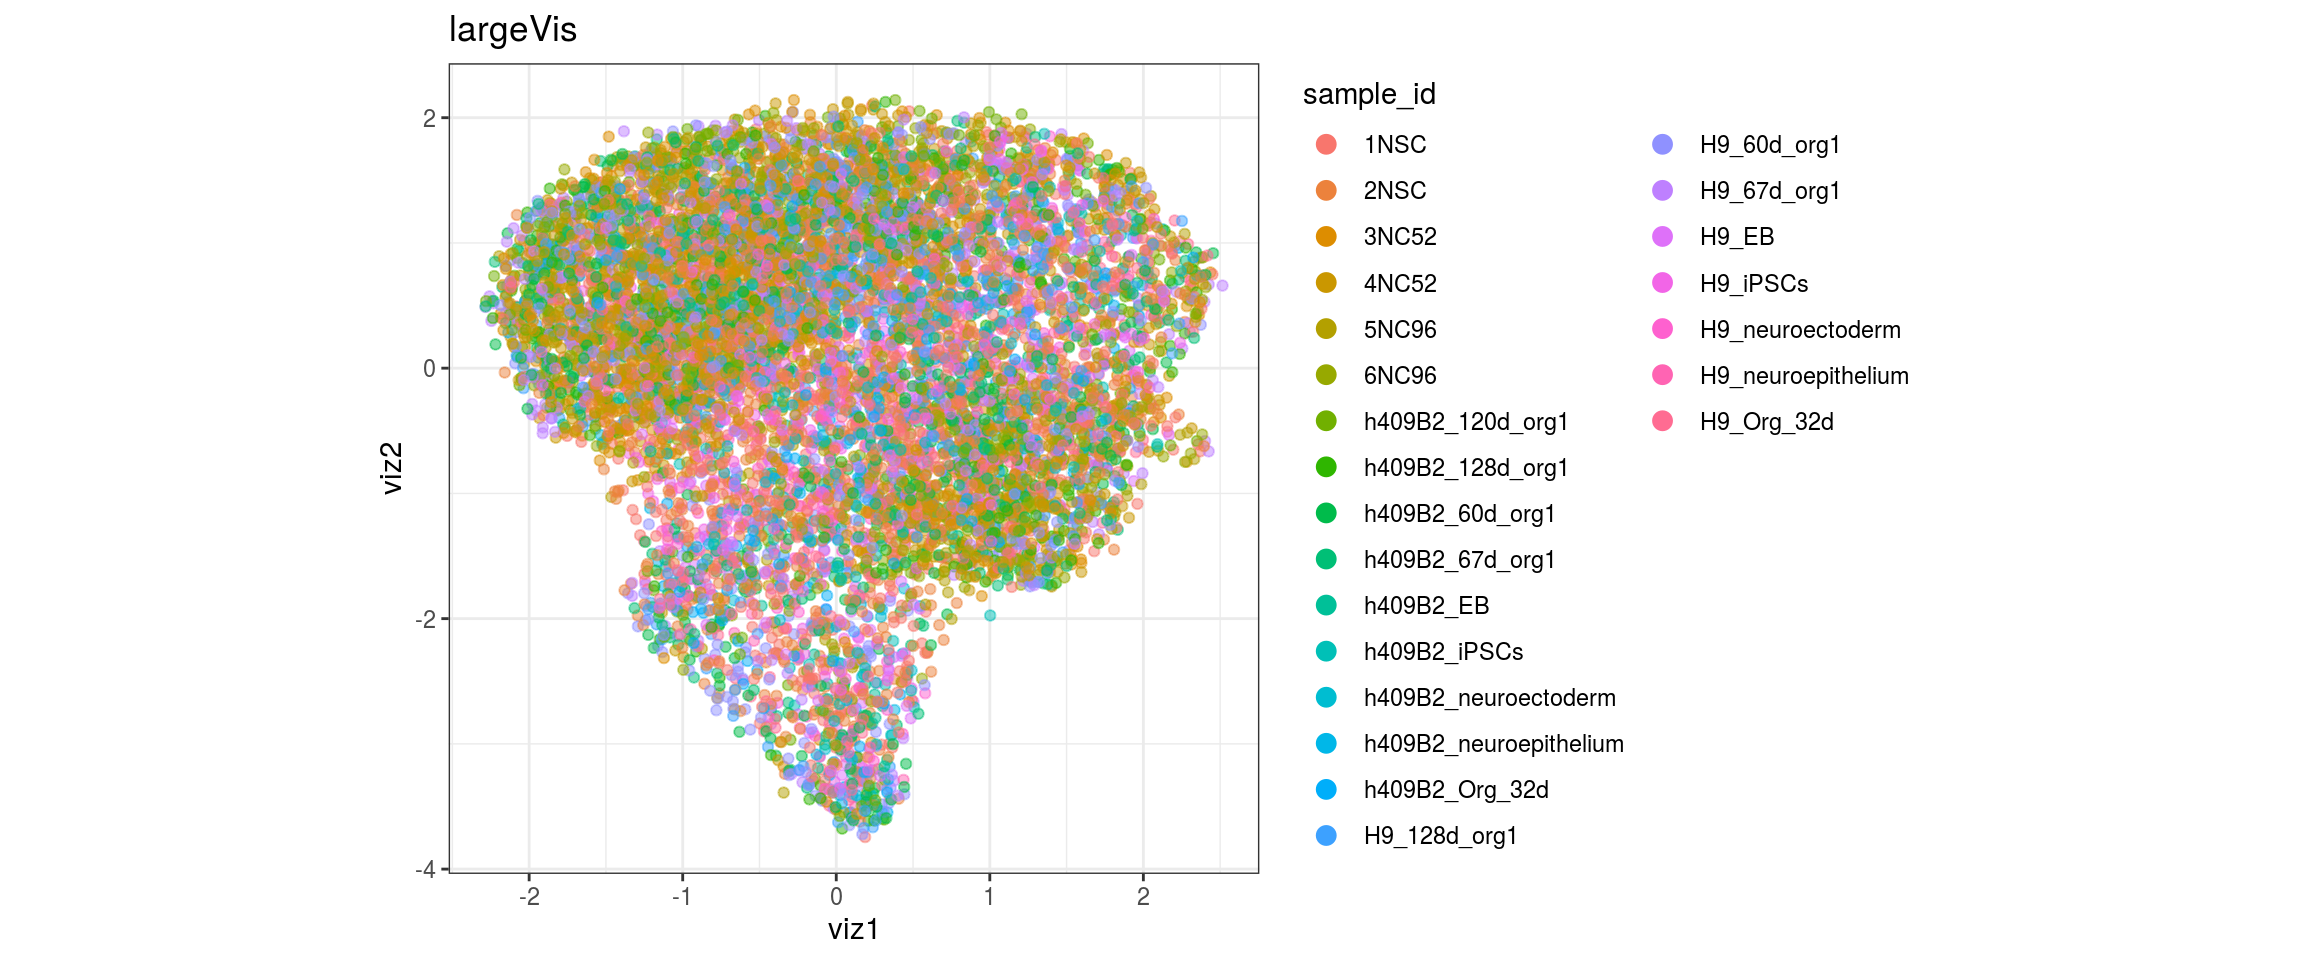 largeVis
2
0
-2
-4
viz2
-2
-1
0
1
2
viz1
sample_id
1NSC
2NSC
3NC52
4NC52
5NC96
6NC96
h409B2_120d_org1
h409B2_128d_org1
h409B2_60d_org1
h409B2_67d_org1
h409B2_EB
h409B2_iPSCs
h409B2_neuroectoderm
h409B2_neuroepithelium
h409B2_Org_32d
H9_128d_org1
H9_60d_org1
H9_67d_org1
H9_EB
H9_iPSCs
H9_neuroectoderm
H9_neuroepithelium
H9_Org_32d